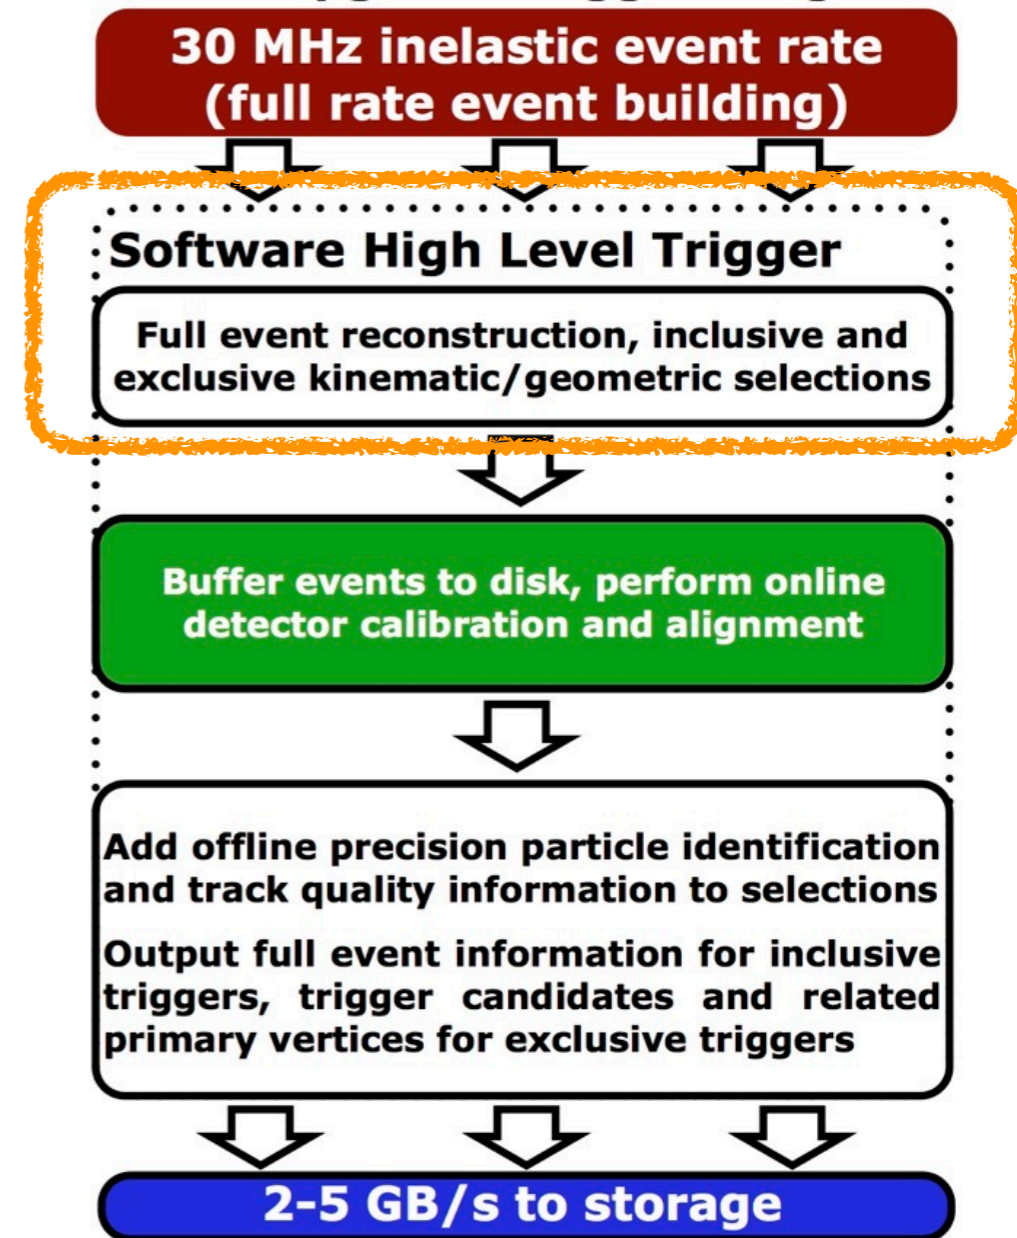 30 MHz inelastic event rate
(full rate event building)
Software High Level Trigger
Full event reconstruction, inclusive and
exclusive kinematic/geometric selections
Buffer events to disk, perform online
detector calibration and alignment
Add offline precision particle identification
and track quality information to selections
Output full event information for inclusive
triggers, trigger candidates and related
primary vertices for exclusive triggers
2-5 GB/s to storage